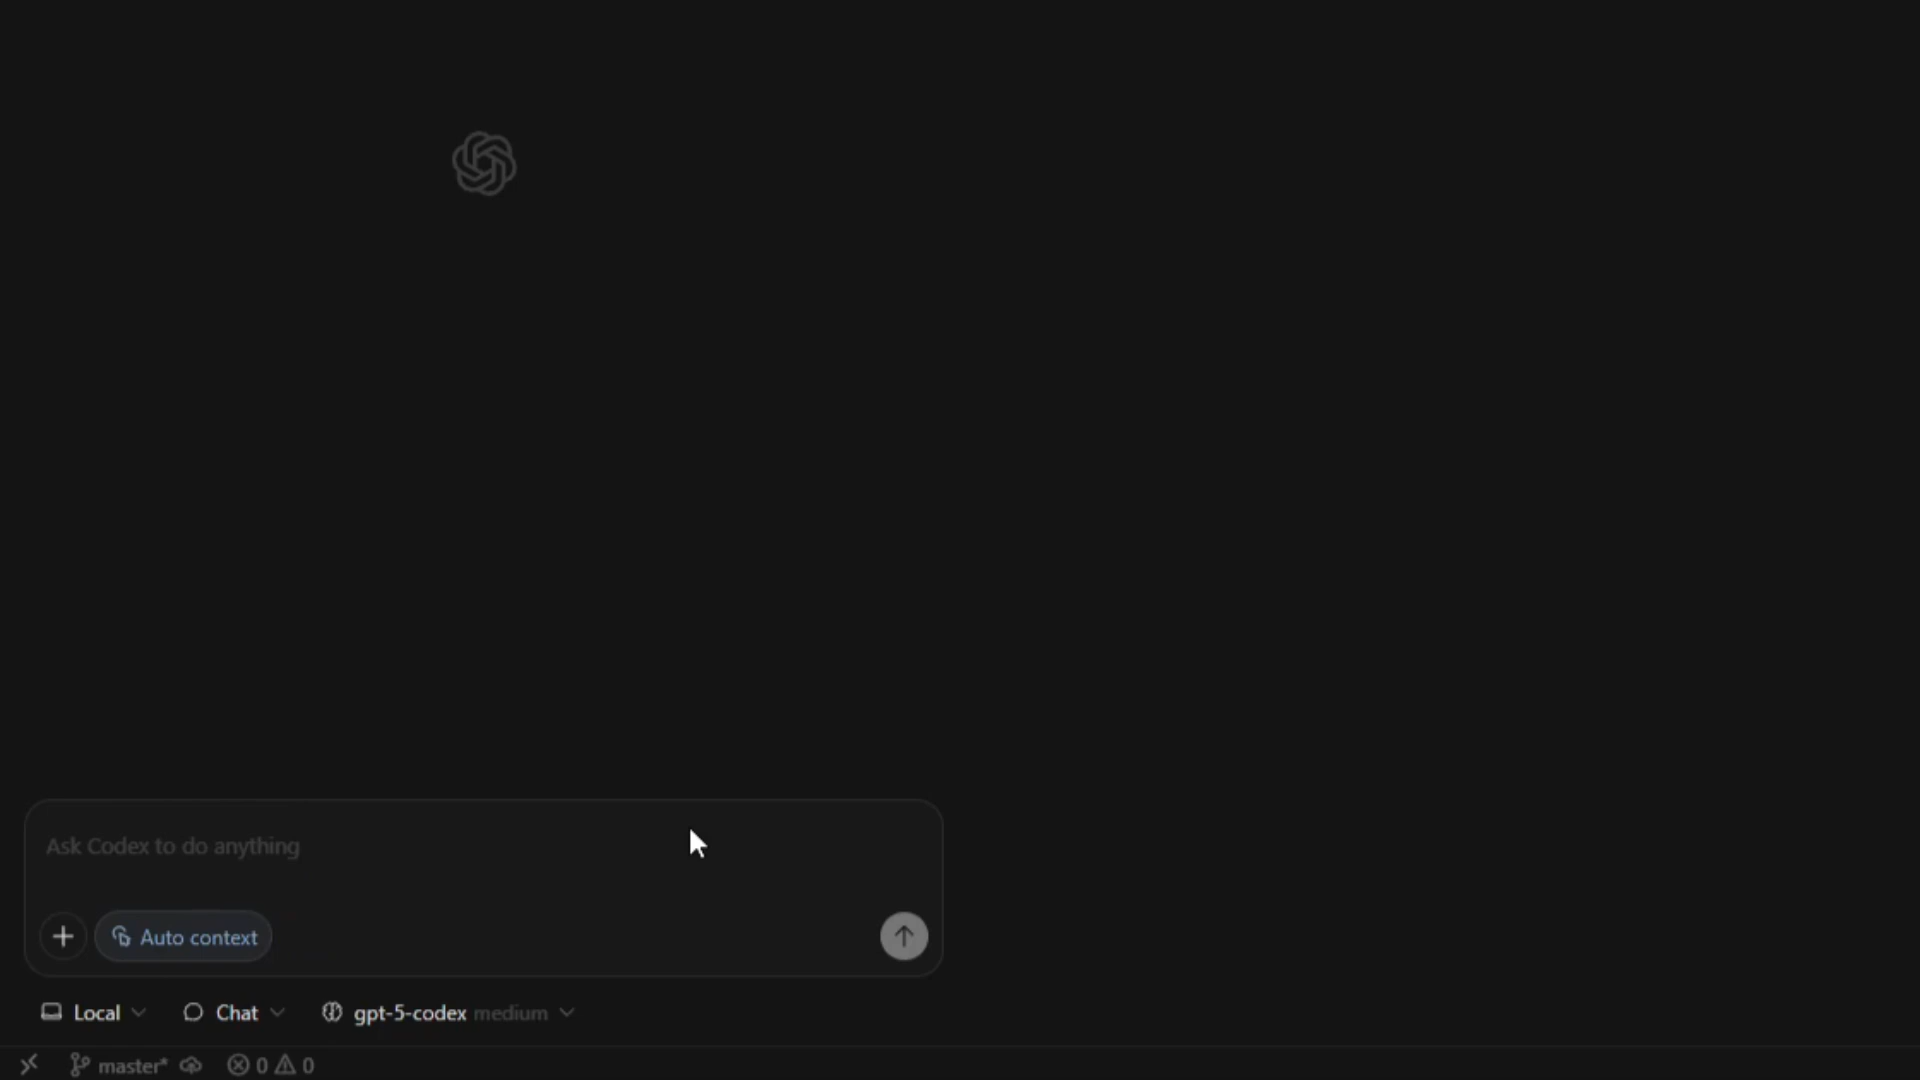 Ask Codex to do anything
Auto context
Local Chat gpt-5-codex medium
master* 0 0